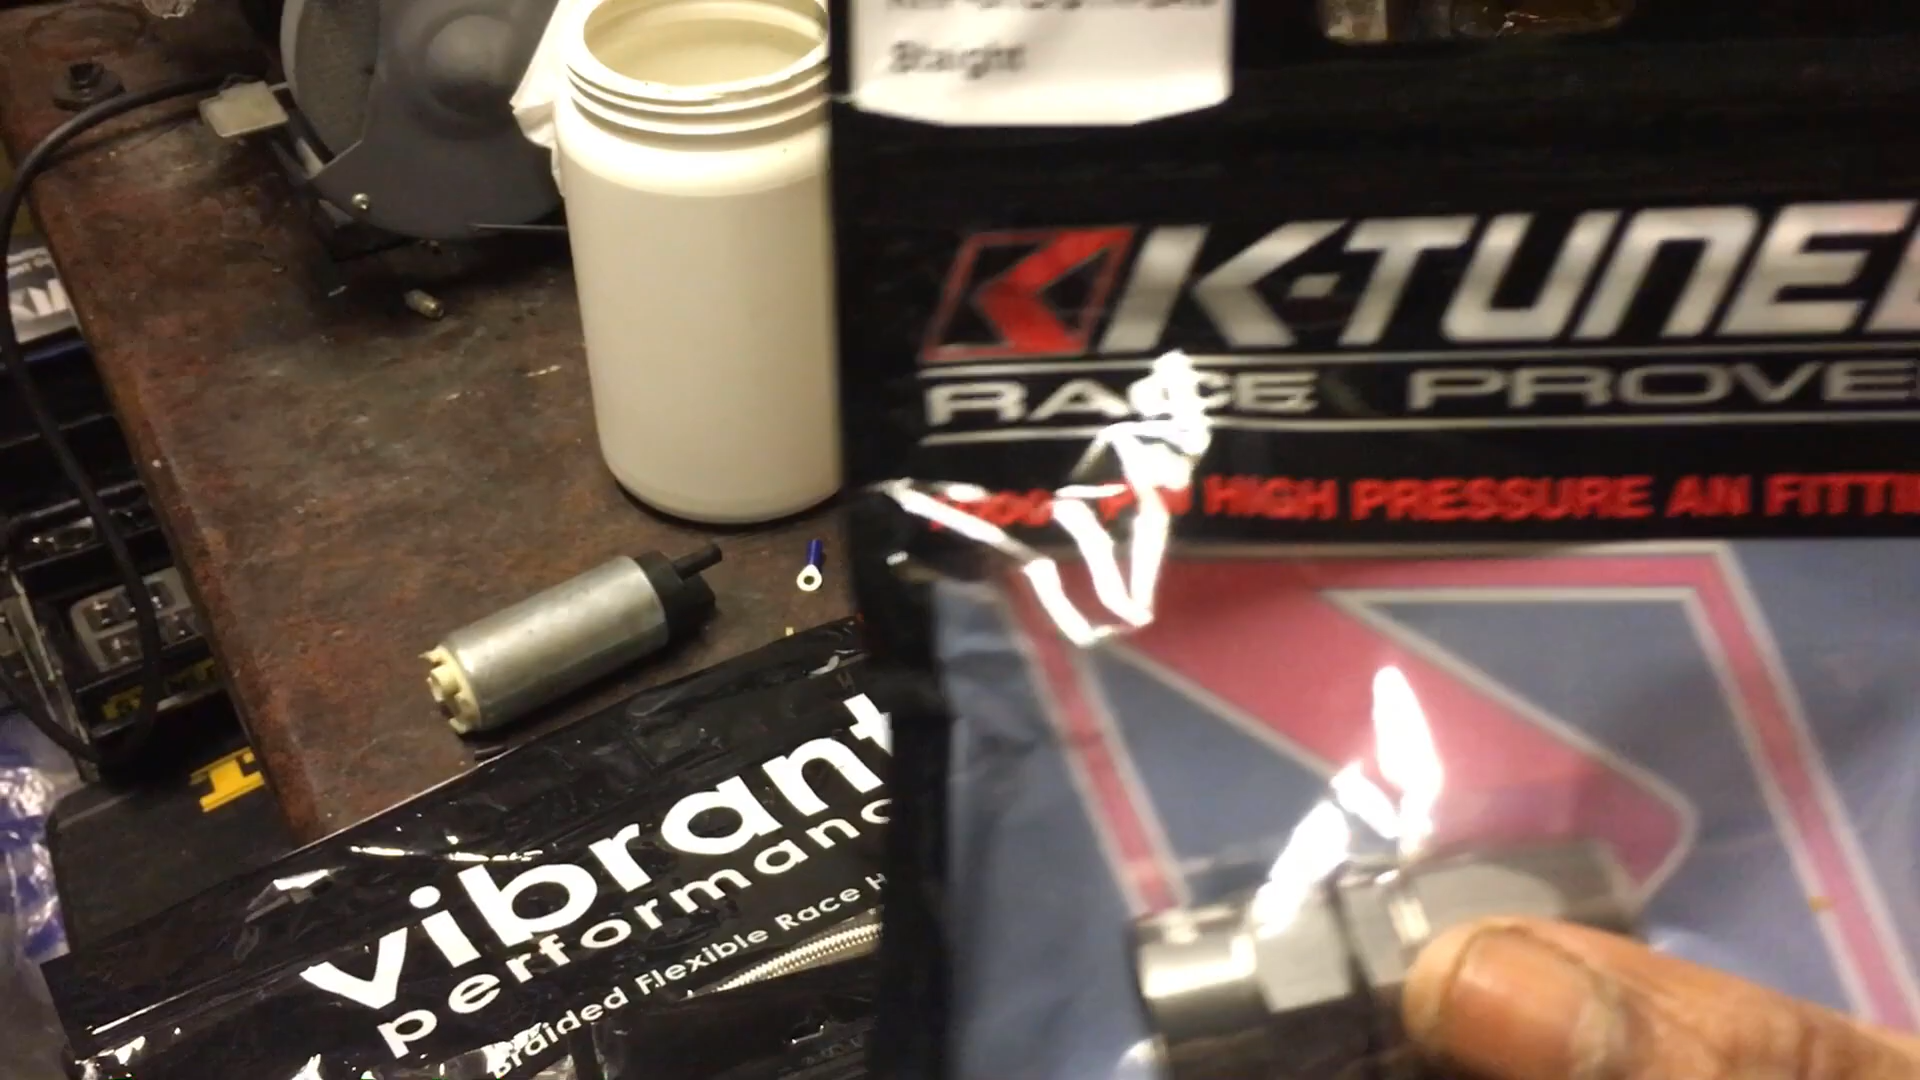 Straight
K-TUNED
RACE PROVE
HIGH PRESSURE AN FITTI
vibrant
performanc
Braided Flexible Race H